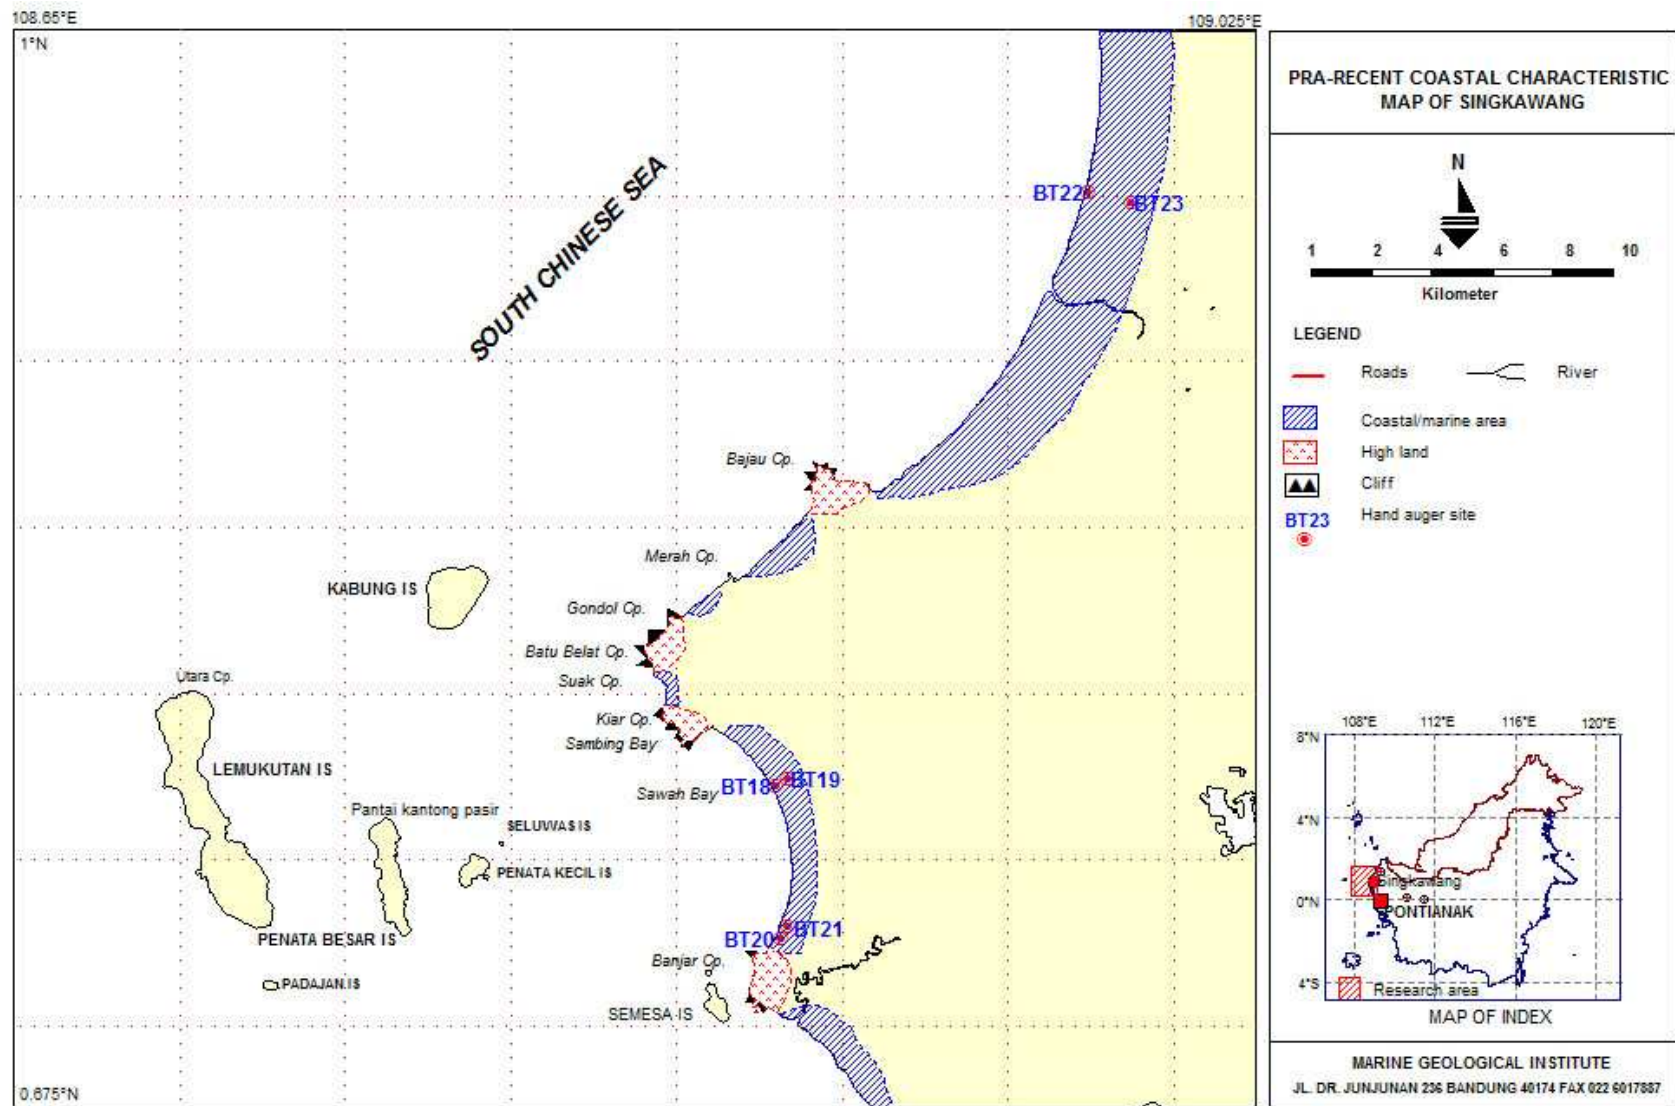 108.65°E
109.025°E
1°N
SOUTH CHINESE SEA
BT22
BT23
Bajau Cp.
Merah Cp.
KABUNG IS
Gondol Cp.
Batu Belat Cp.
Suak Cp.
Utara Cp.
Kiar Cp.
Sambing Bay
LEMUKUTAN IS
BT19
BT18
Sawah Bay
Pantai kantong pasir
SELUWAS IS
PENATA KECIL IS
BT21
PENATA BESAR IS
BT20
Banjar Cp.
PADAJAN IS
SEMESA IS
0.675°N
PRA-RECENT COASTAL CHARACTERISTIC
MAP OF SINGKAWANG
N
1 2 4 6 8 10
Kilometer
LEGEND
Roads River
Coastal/marine area
High land
Cliff
BT23 Hand auger site
108°E 112°E 116°E 120°E
8°N
4°N
Singkawang
0°N
PONTIANAK
4°S
Research area
MAP OF INDEX
MARINE GEOLOGICAL INSTITUTE
JL. DR. JUNJUNAN 236 BANDUNG 40174 FAX 022 6017887